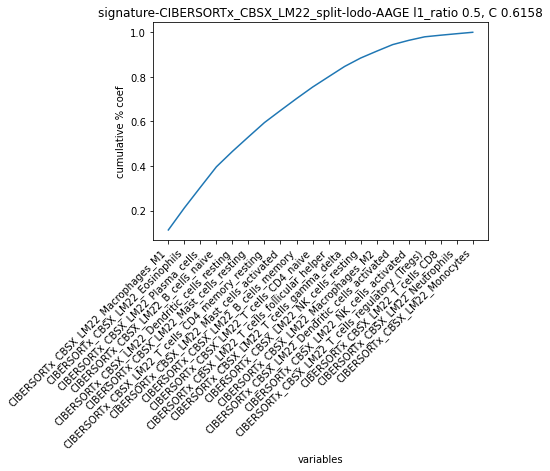 signature-CIBERSORTx_CBSX_LM22_split-lodo-AAGE l1_ratio 0.5, C 0.6158
1.0
0.8
0.6
0.4
0.2
cumulative % coef
CIBERSORTx_CBSX_LM22_Macrophages_M1
CIBERSORTx_CBSX_LM22_Eosinophils
CIBERSORTx_CBSX_LM22_Plasma_cells
CIBERSORTx_CBSX_LM22_B_cells_naive
CIBERSORTx_CBSX_LM22_Dendritic_cells_resting
CIBERSORTx_CBSX_LM22_Mast_cells_resting
CIBERSORTx_CBSX_LM22_T_cells_CD4_memory_resting
CIBERSORTx_CBSX_LM22_Mast_cells_activated
CIBERSORTx_CBSX_LM22_B_cells_memory
CIBERSORTx_CBSX_LM22_T_cells_CD4_naive
CIBERSORTx_CBSX_LM22_T_cells_follicular_helper
CIBERSORTx_CBSX_LM22_T_cells_gamma_delta
CIBERSORTx_CBSX_LM22_NK_cells_resting
CIBERSORTx_CBSX_LM22_Macrophages_M2
CIBERSORTx_CBSX_LM22_Dendritic_cells_activated
CIBERSORTx_CBSX_LM22_NK_cells_activated
CIBERSORTx_CBSX_LM22_T_cells_regulatory_(Tregs)
CIBERSORTx_CBSX_LM22_T_cells_CD8
CIBERSORTx_CBSX_LM22_Neutrophils
CIBERSORTx_CBSX_LM22_Monocytes
variables